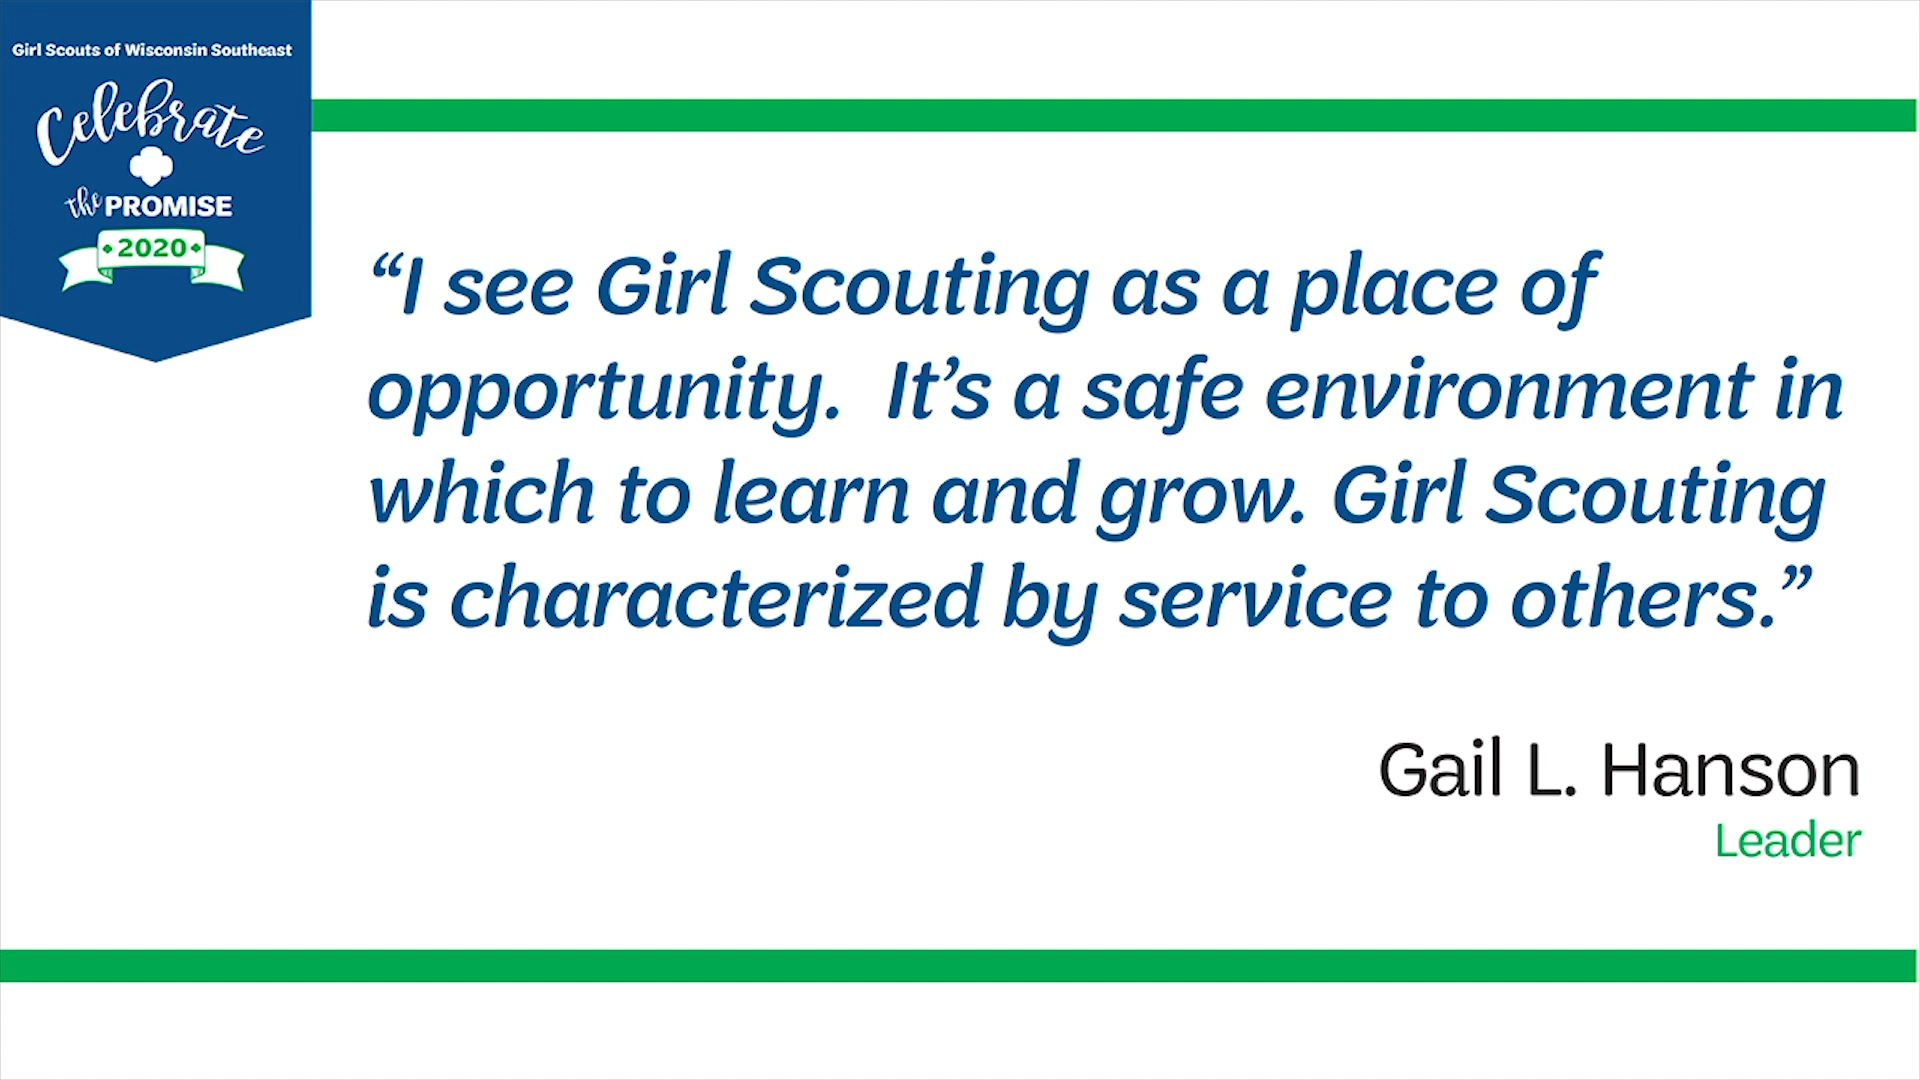 Girl Scouts of Wisconsin Southeast
Celebrate
the PROMISE
2020
“I see Girl Scouting as a place of
opportunity.  It’s a safe environment in
which to learn and grow. Girl Scouting
is characterized by service to others.”
Gail L. Hanson
Leader